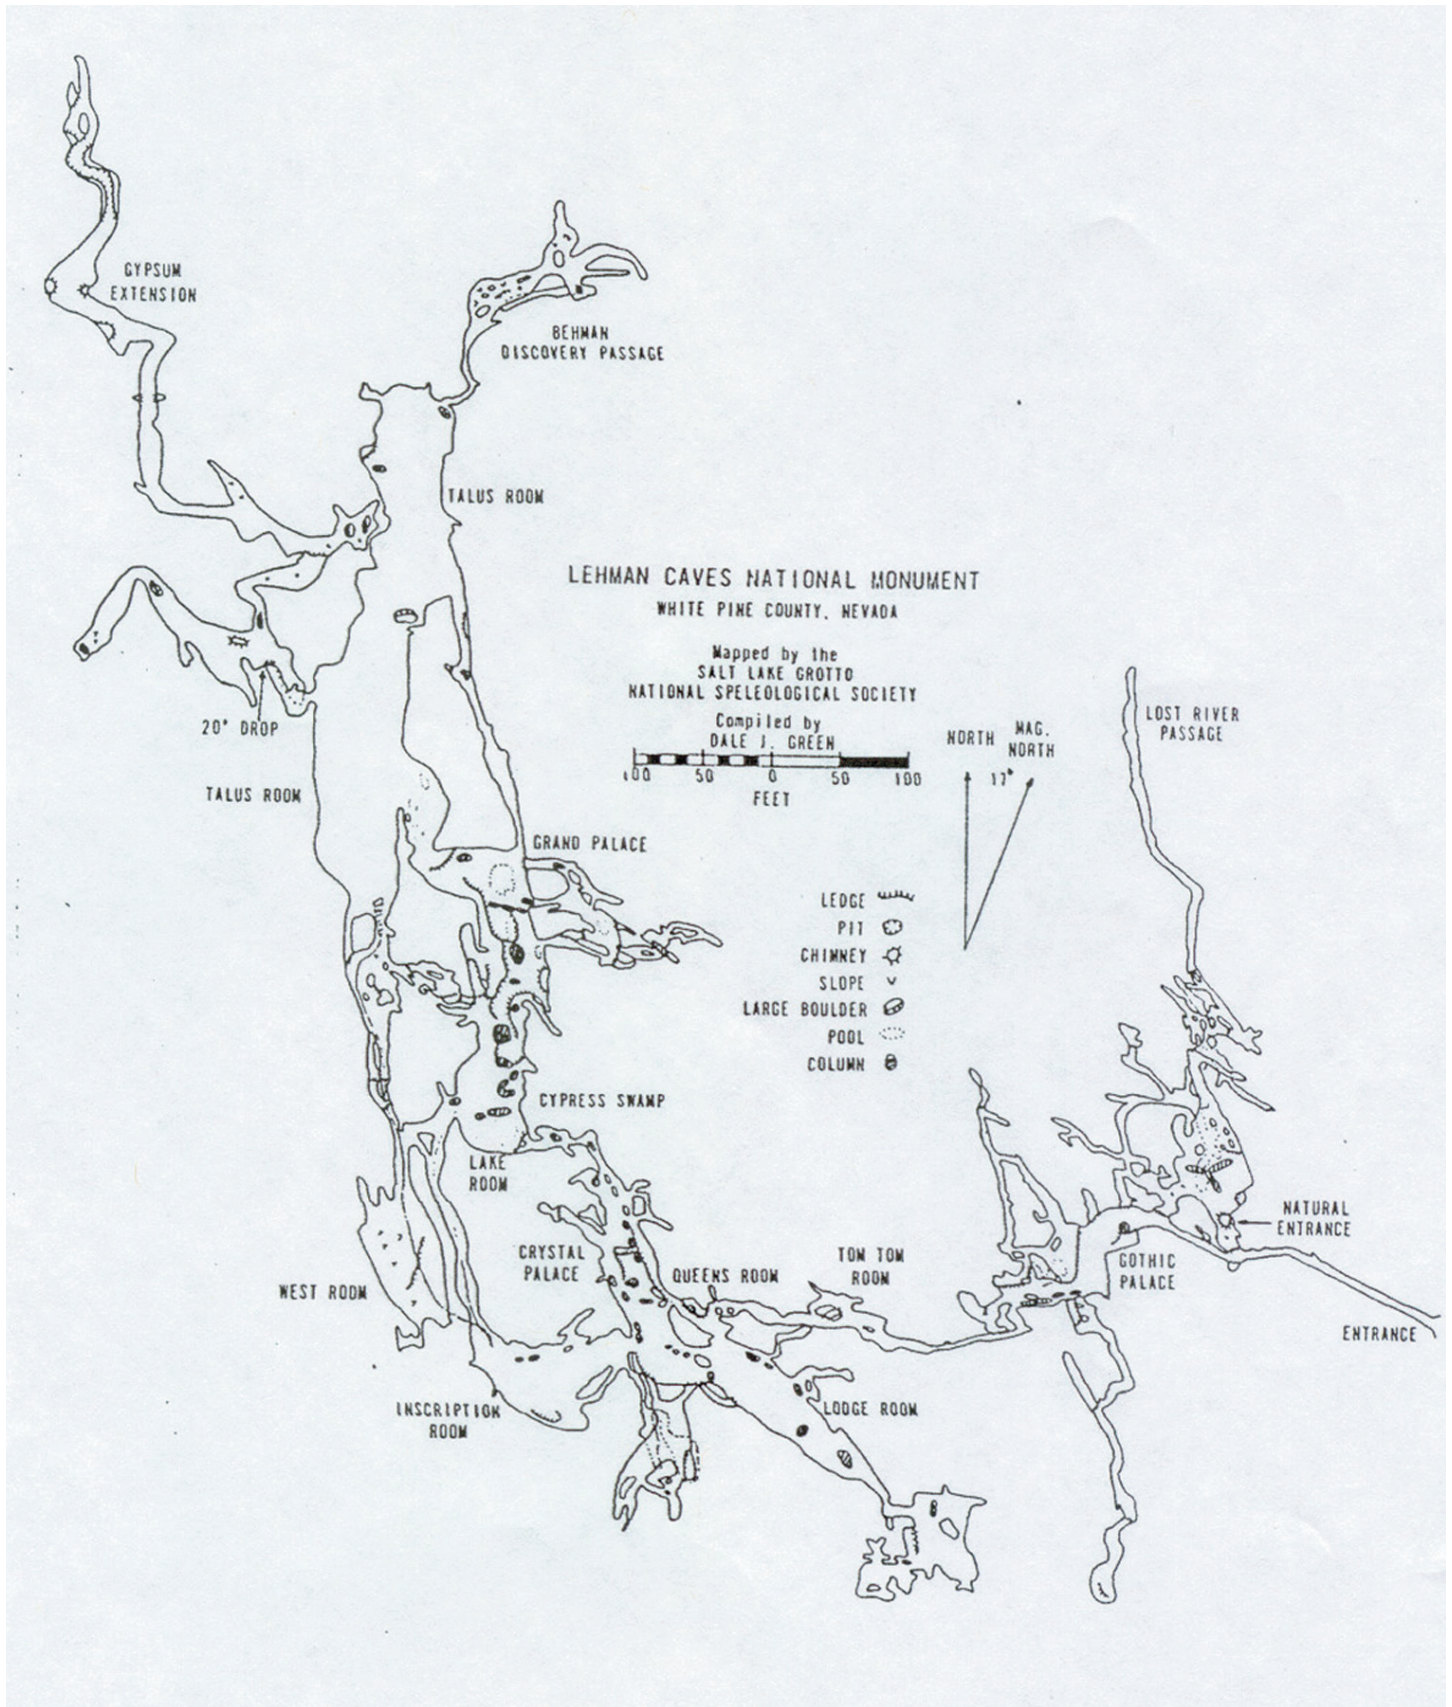 GYPSUM
EXTENSION
BEHMAN
DISCOVERY PASSAGE
TALUS ROOM
LEHMAN CAVES NATIONAL MONUMENT
WHITE PINE COUNTY, NEVADA
Mapped by the
SALT LAKE GROTTO
NATIONAL SPELEOLOGICAL SOCIETY
Compiled by
DALE J. GREEN
100 50 0 50 100
FEET
NORTH
MAG.
NORTH
17°
LOST RIVER
PASSAGE
20' DROP
TALUS ROOM
GRAND PALACE
LEDGE
PIT
CHIMNEY
SLOPE
LARGE BOULDER
POOL
COLUMN
CYPRESS SWAMP
LAKE
ROOM
CRYSTAL
PALACE
QUEENS ROOM
TOM TOM
ROOM
GOTHIC
PALACE
NATURAL
ENTRANCE
ENTRANCE
WEST ROOM
INSCRIPTION
ROOM
LODGE ROOM